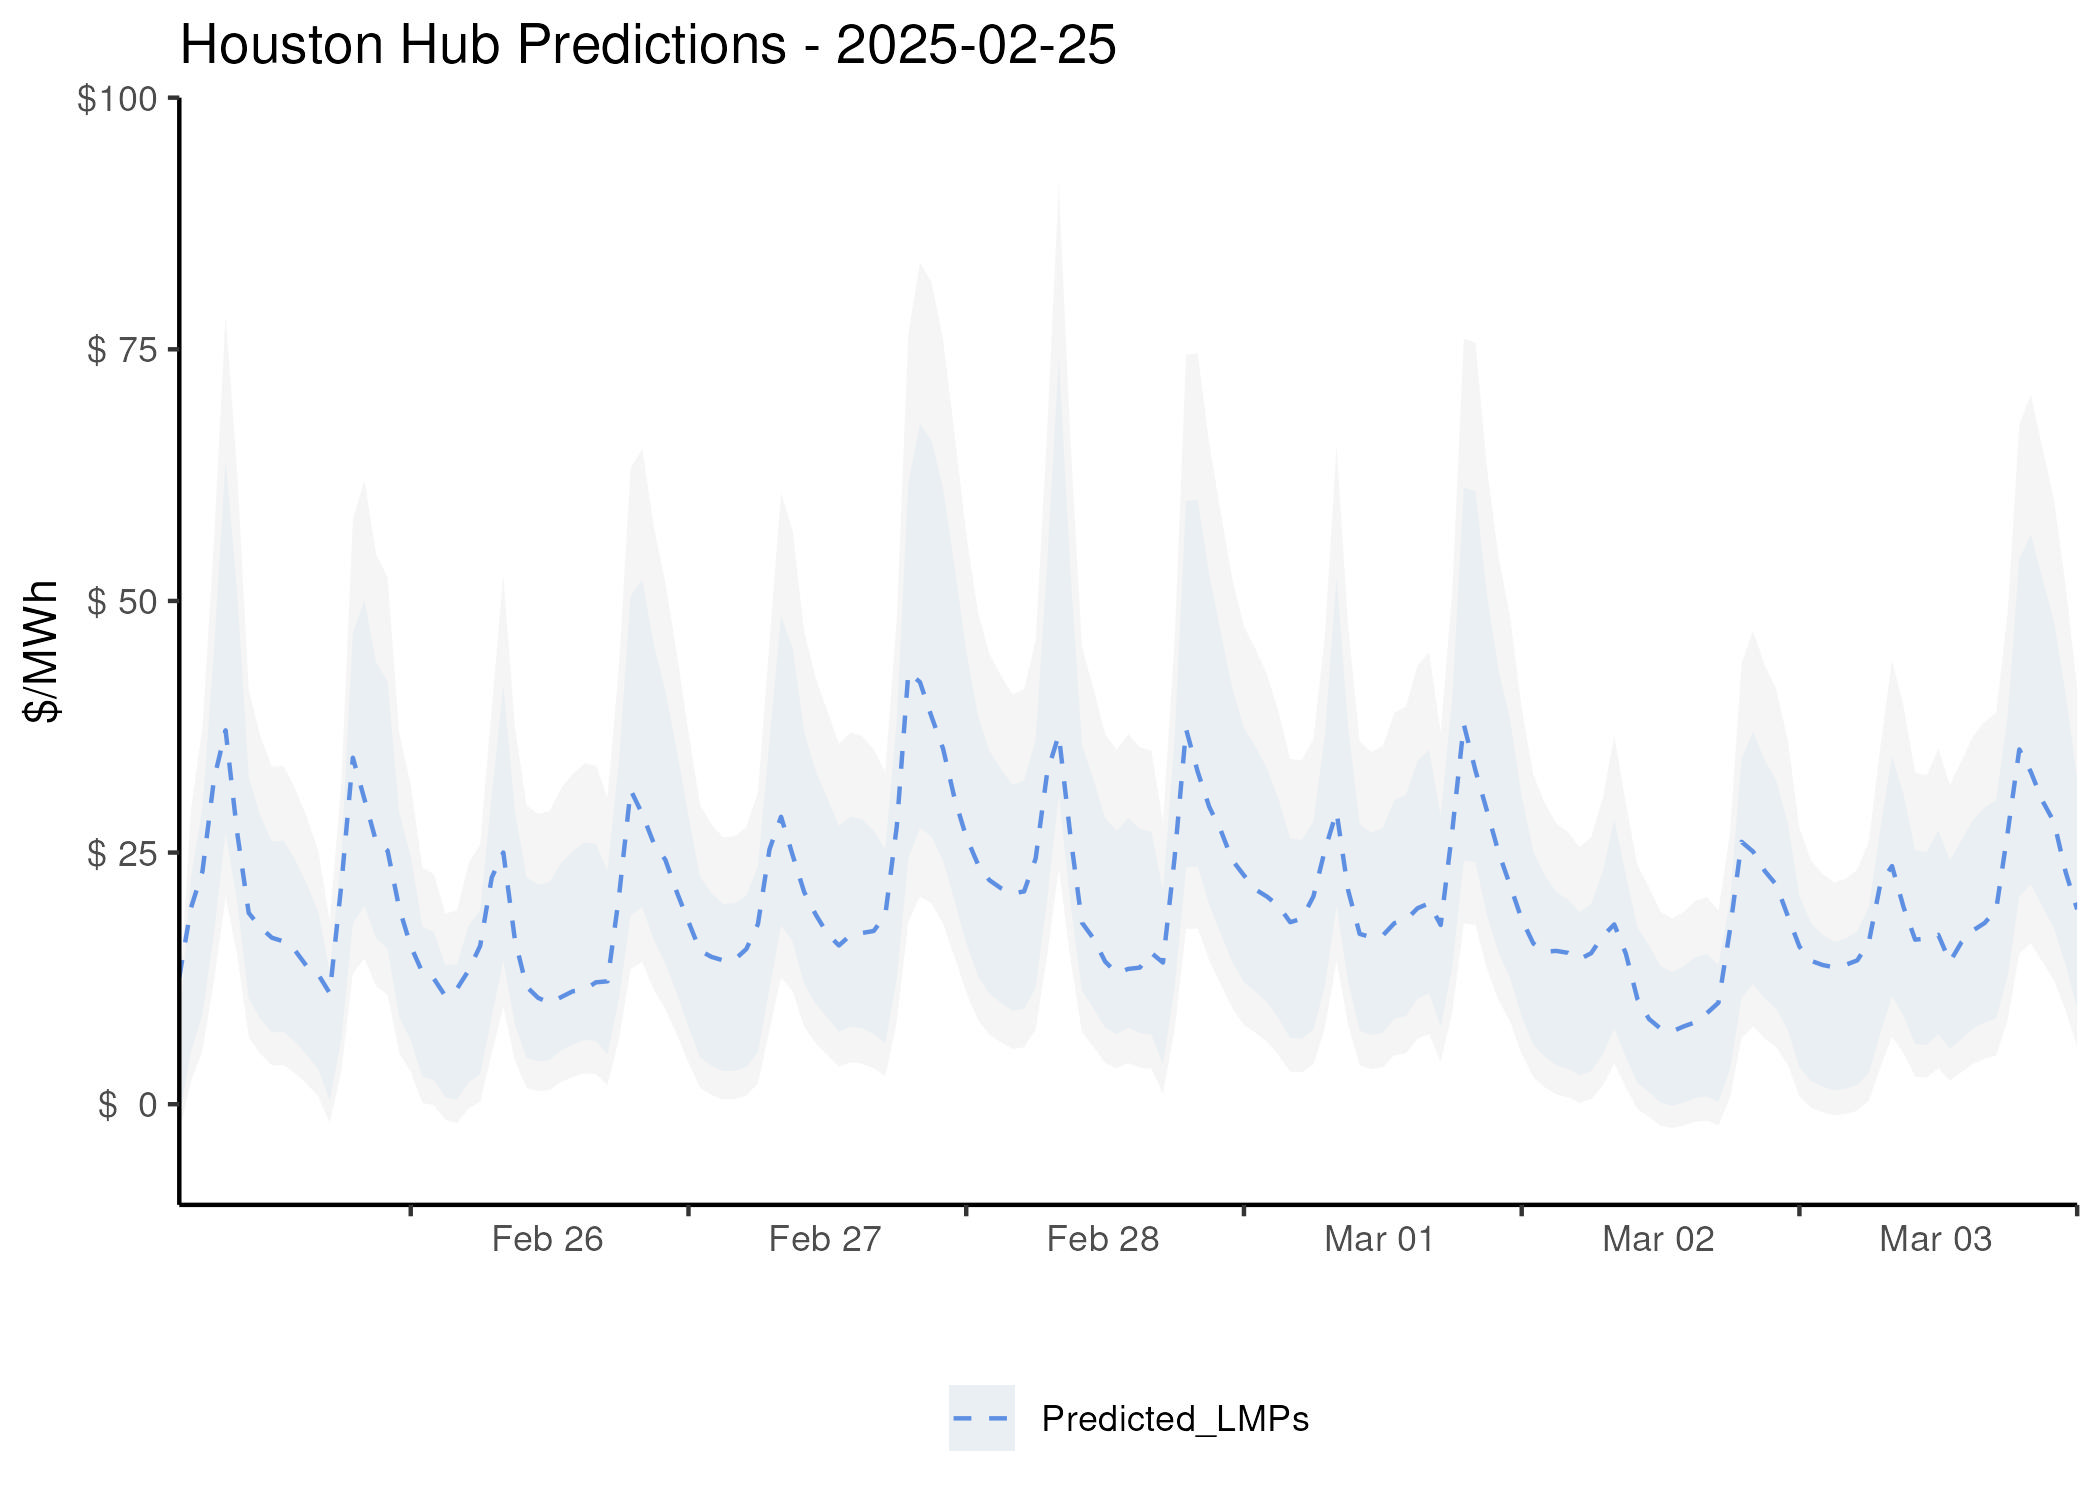 Houston Hub Predictions - 2025-02-25
$100
$ 75
$ 50
$ 25
$ 0
$/MWh
Feb 26 Feb 27 Feb 28 Mar 01 Mar 02 Mar 03
Predicted_LMPs